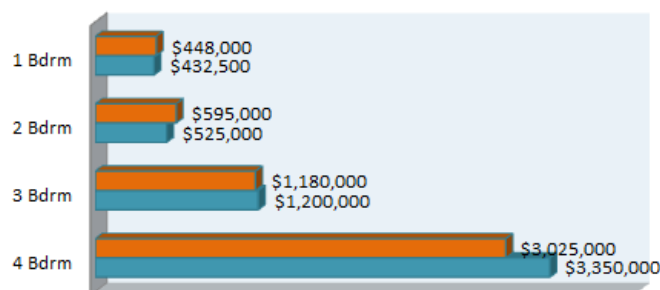 1 Bdrm
$448,000
$432,500
2 Bdrm
$595,000
$525,000
3 Bdrm
$1,180,000
$1,200,000
4 Bdrm
$3,025,000
$3,350,000